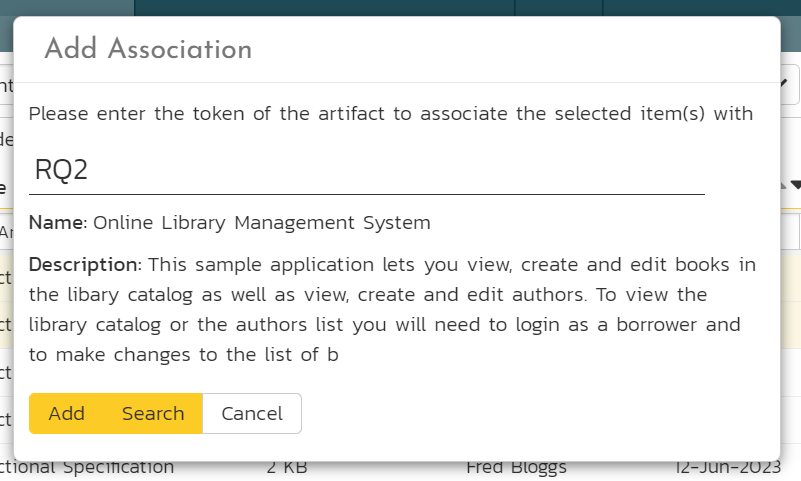 Add Association
Please enter the token of the artifact to associate the selected item(s) with
RQ2
Name: Online Library Management System
Description: This sample application lets you view, create and edit books in
the libary catalog as well as view, create and edit authors. To view the
library catalog or the authors list you will need to login as a borrower and
to make changes to the list of b
Add Search Cancel
ctional Specification 2 KB Fred Bloggs 12-Jun-2023